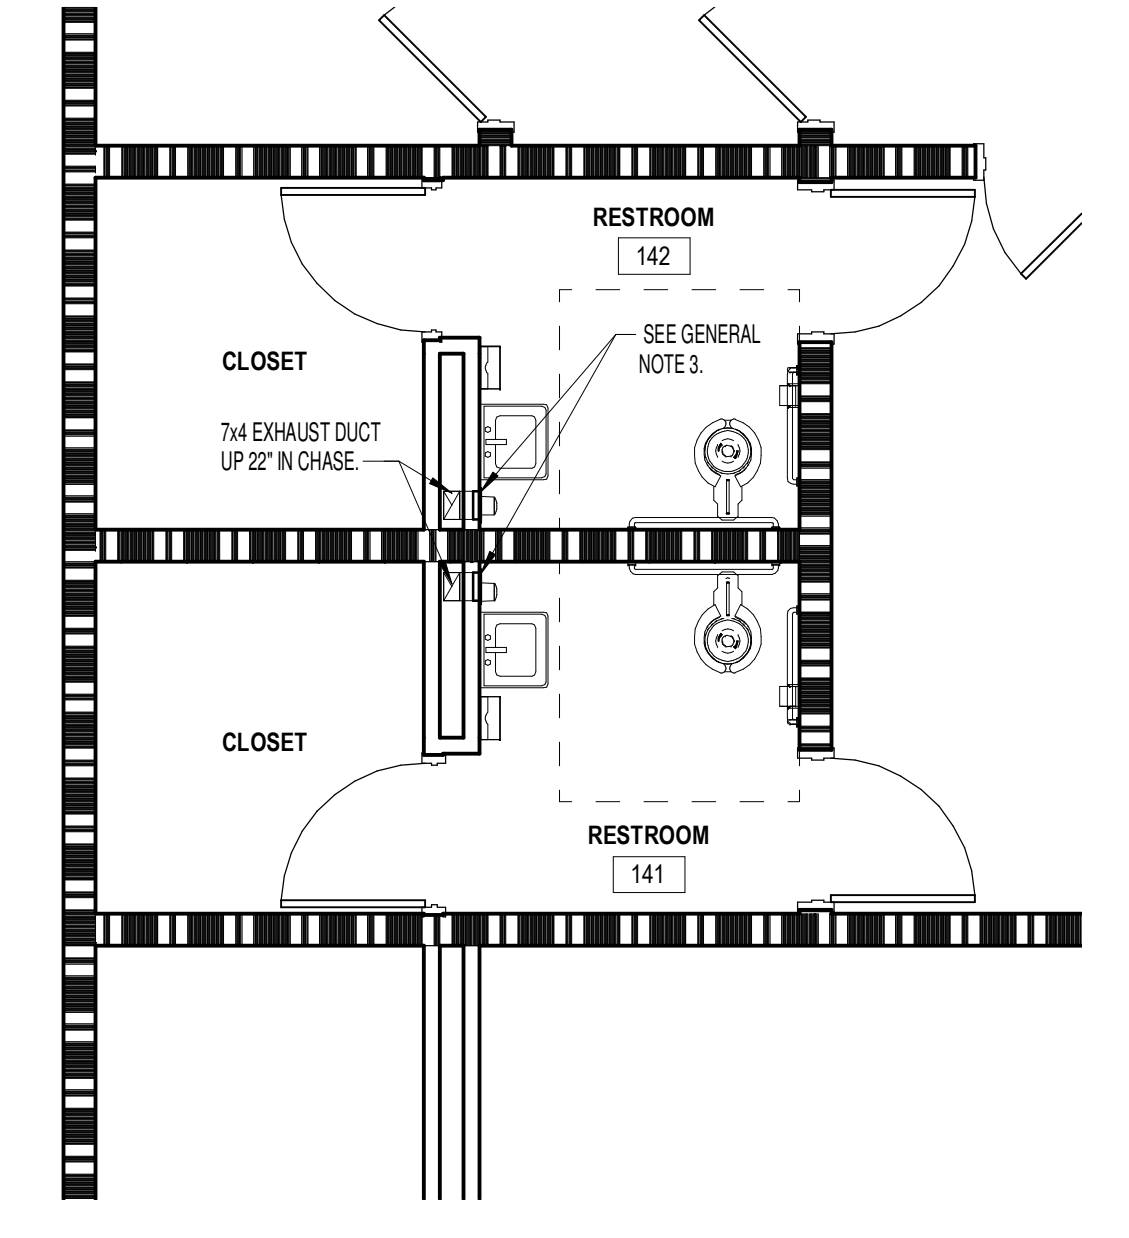 RESTROOM
142
SEE GENERAL
NOTE 3.
CLOSET
7x4 EXHAUST DUCT
UP 22" IN CHASE.
CLOSET
RESTROOM
141